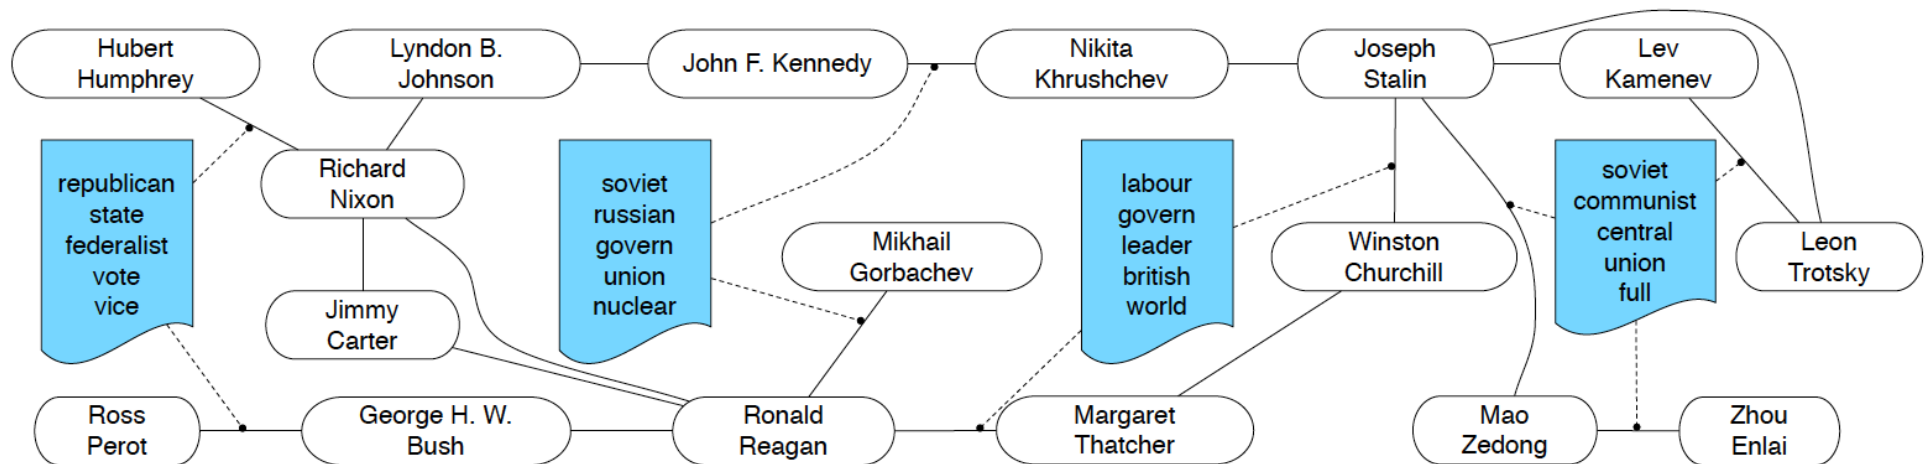 Hubert
Humphrey
Lyndon B.
Johnson
John F. Kennedy
Nikita
Khrushchev
Joseph
Stalin
Lev
Kamenev
republican
state
federalist
vote
vice
Richard
Nixon
soviet
russian
govern
union
nuclear
Mikhail
Gorbachev
labour
govern
leader
british
world
Winston
Churchill
soviet
communist
central
union
full
Leon
Trotsky
Jimmy
Carter
Ross
Perot
George H. W.
Bush
Ronald
Reagan
Margaret
Thatcher
Mao
Zedong
Zhou
Enlai